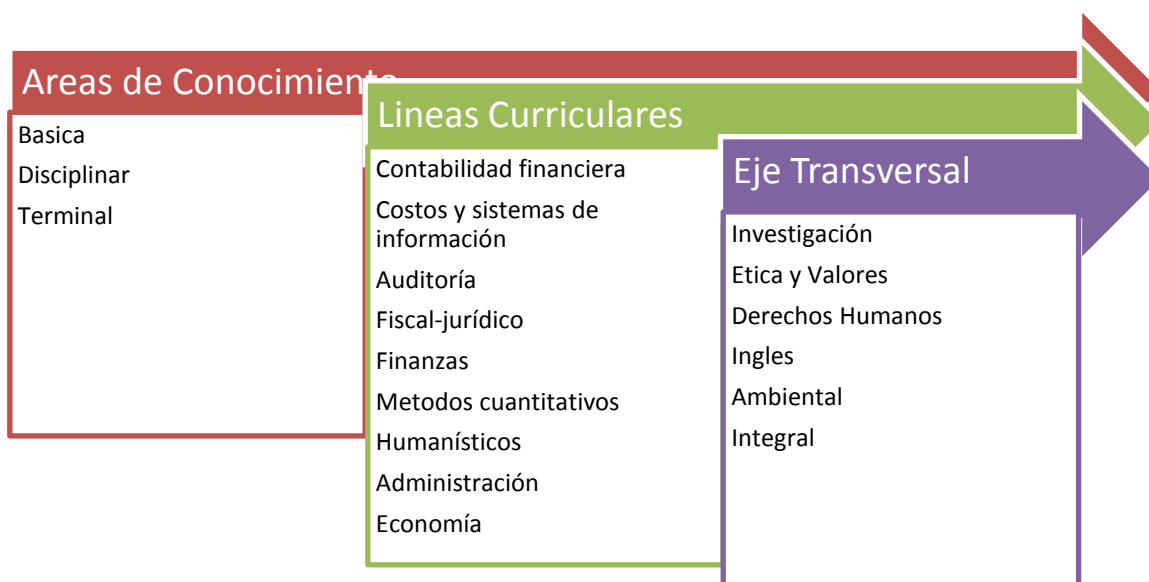 Areas de Conocimiento
Basica
Disciplinar
Terminal
Lineas Curriculares
Contabilidad financiera
Costos y sistemas de
información
Auditoría
Fiscal-jurídico
Finanzas
Metodos cuantitativos
Humanísticos
Administración
Economía
Eje Transversal
Investigación
Etica y Valores
Derechos Humanos
Ingles
Ambiental
Integral